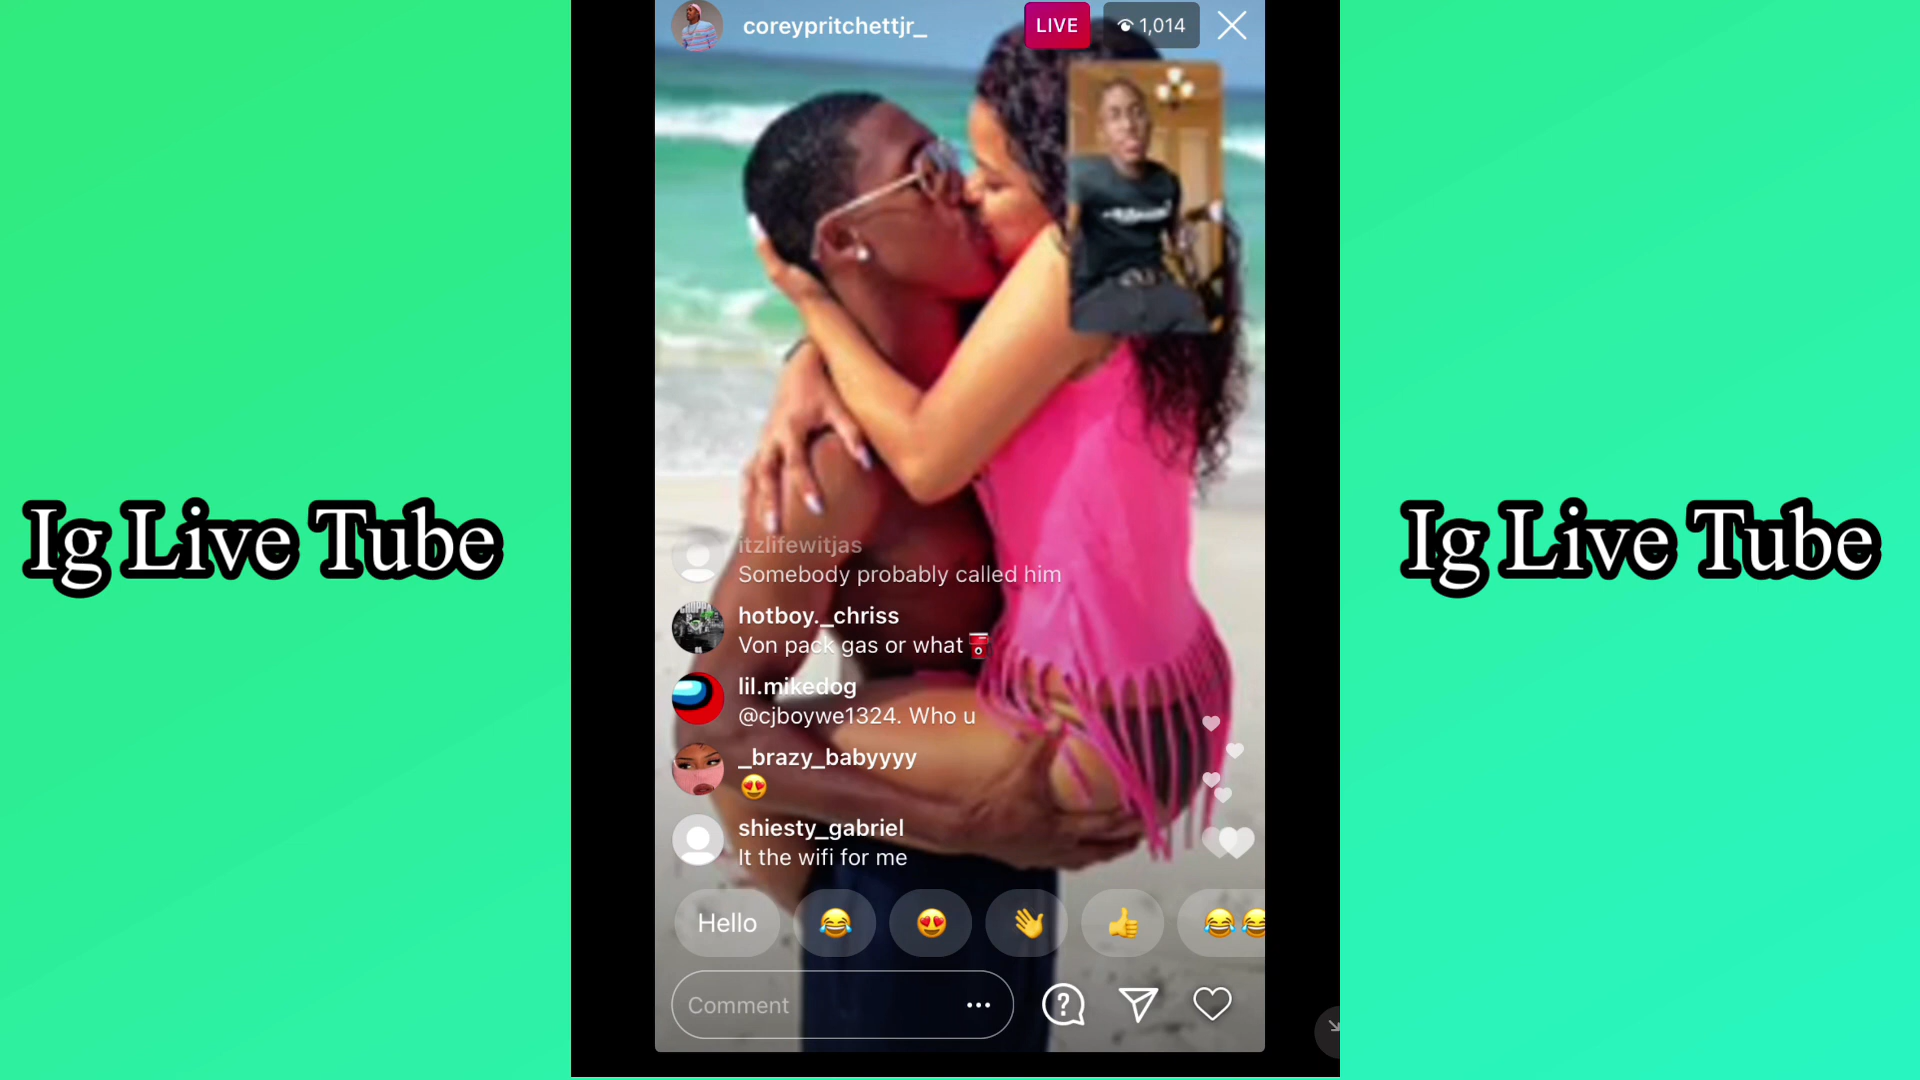 coreypritchettjr_
LIVE
1,014
Ig Live Tube
Ig Live Tube
itzlifewitjas
Somebody probably called him
hotboy._chriss
Von pack gas or what
lil.mikedog
@cjboywe1324. Who u
_brazy_babyyyy
😍
shiesty_gabriel
It the wifi for me
Hello 😂 😍 👋 👍 😂😂
Comment